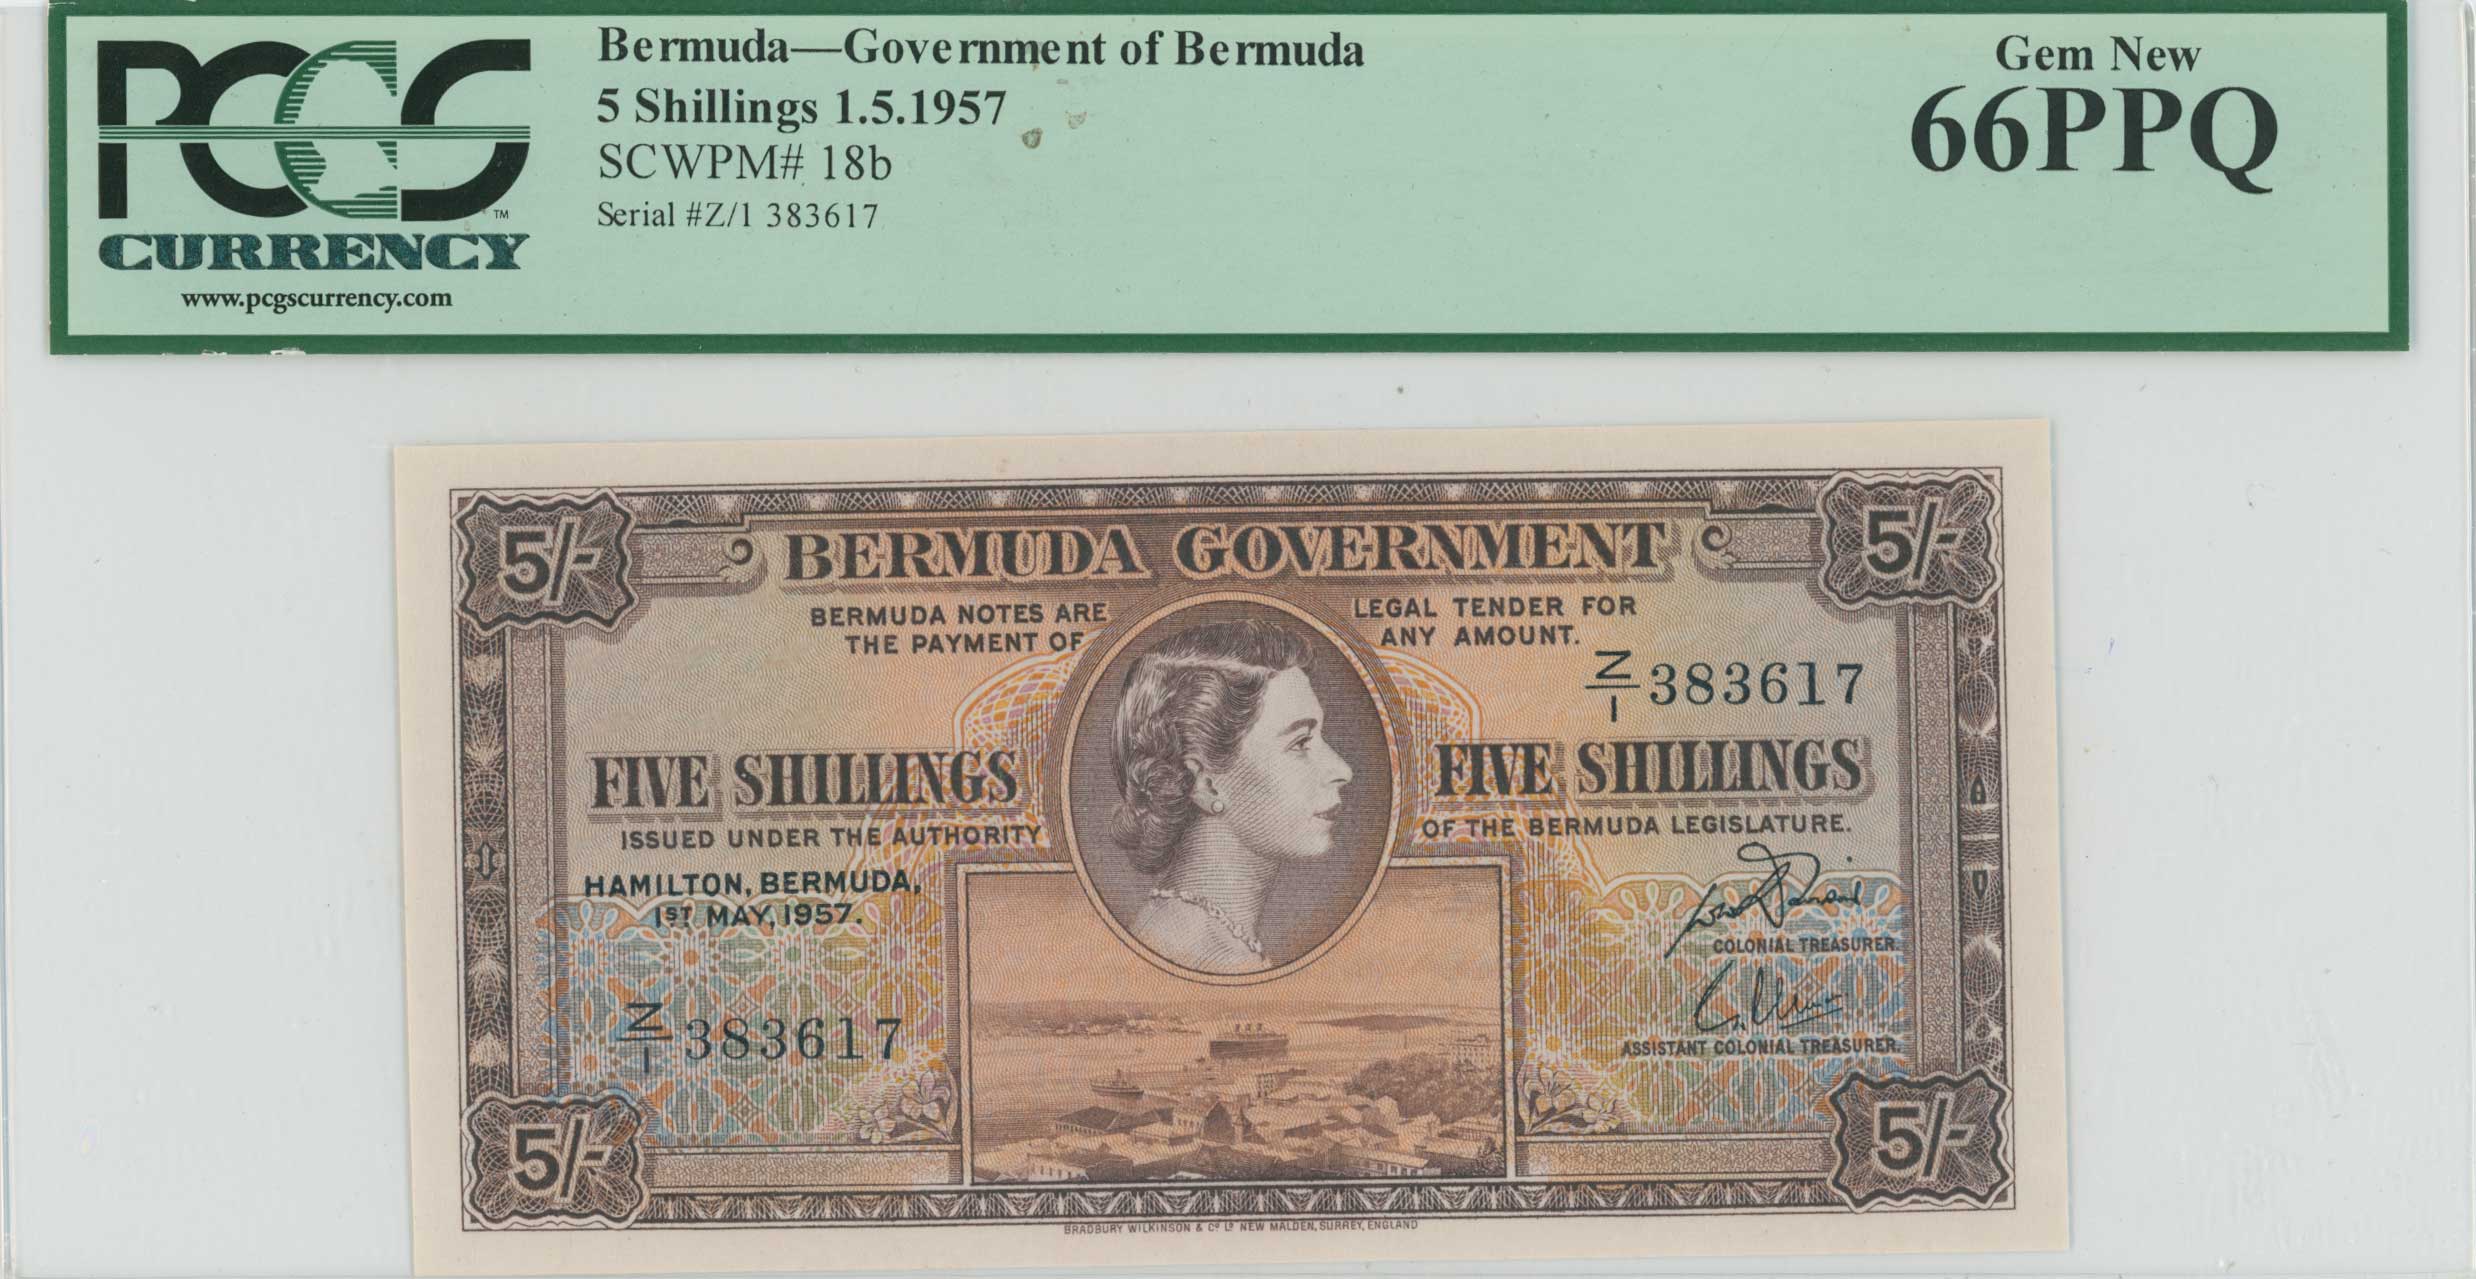 PCGS™
CURRENCY
www.pcgscurrency.com
Bermuda—Government of Bermuda
5 Shillings 1.5.1957
SCWPM# 18b
Serial #Z/1 383617
Gem New
66PPQ
5/- 5/-
BERMUDA GOVERNMENT
BERMUDA NOTES ARE LEGAL TENDER FOR
THE PAYMENT OF ANY AMOUNT.
Z/1 383617
FIVE SHILLINGS FIVE SHILLINGS
ISSUED UNDER THE AUTHORITY OF THE BERMUDA LEGISLATURE.
HAMILTON, BERMUDA,
1ST MAY, 1957.
COLONIAL TREASURER.
Z/1 383617
ASSISTANT COLONIAL TREASURER.
5/- 5/-
BRADBURY WILKINSON & Cº Lº NEW MALDEN, SURREY, ENGLAND